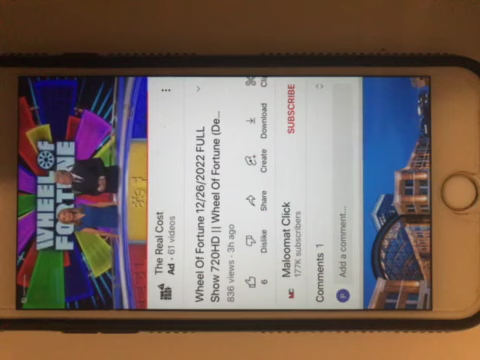 WHEEL OF
FORTUNE
The Real Cost
Ad • 61 videos
Wheel Of Fortune 12/26/2022 FULL
Show 720HD || Wheel Of Fortune (De...
836 views · 3h ago
6
Dislike
Share
Create
Download
Maloomat Click
177K subscribers
SUBSCRIBE
Comments 1
Add a comment...